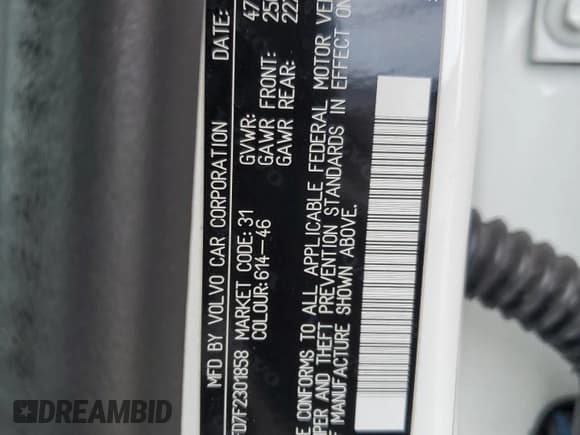 MFD BY VOLVO CAR CORPORATION DATE:
FD7F2301858 MARKET CODE: 31 GVWR: 47
COLOUR: 614-46 GAWR FRONT: 25
GAWR REAR: 22
E CONFORMS TO ALL APPLICABLE FEDERAL MOTOR VE
PER AND THEFT PREVENTION STANDARDS IN EFFECT ON
F MANUFACTURE SHOWN ABOVE.
DREAMBID